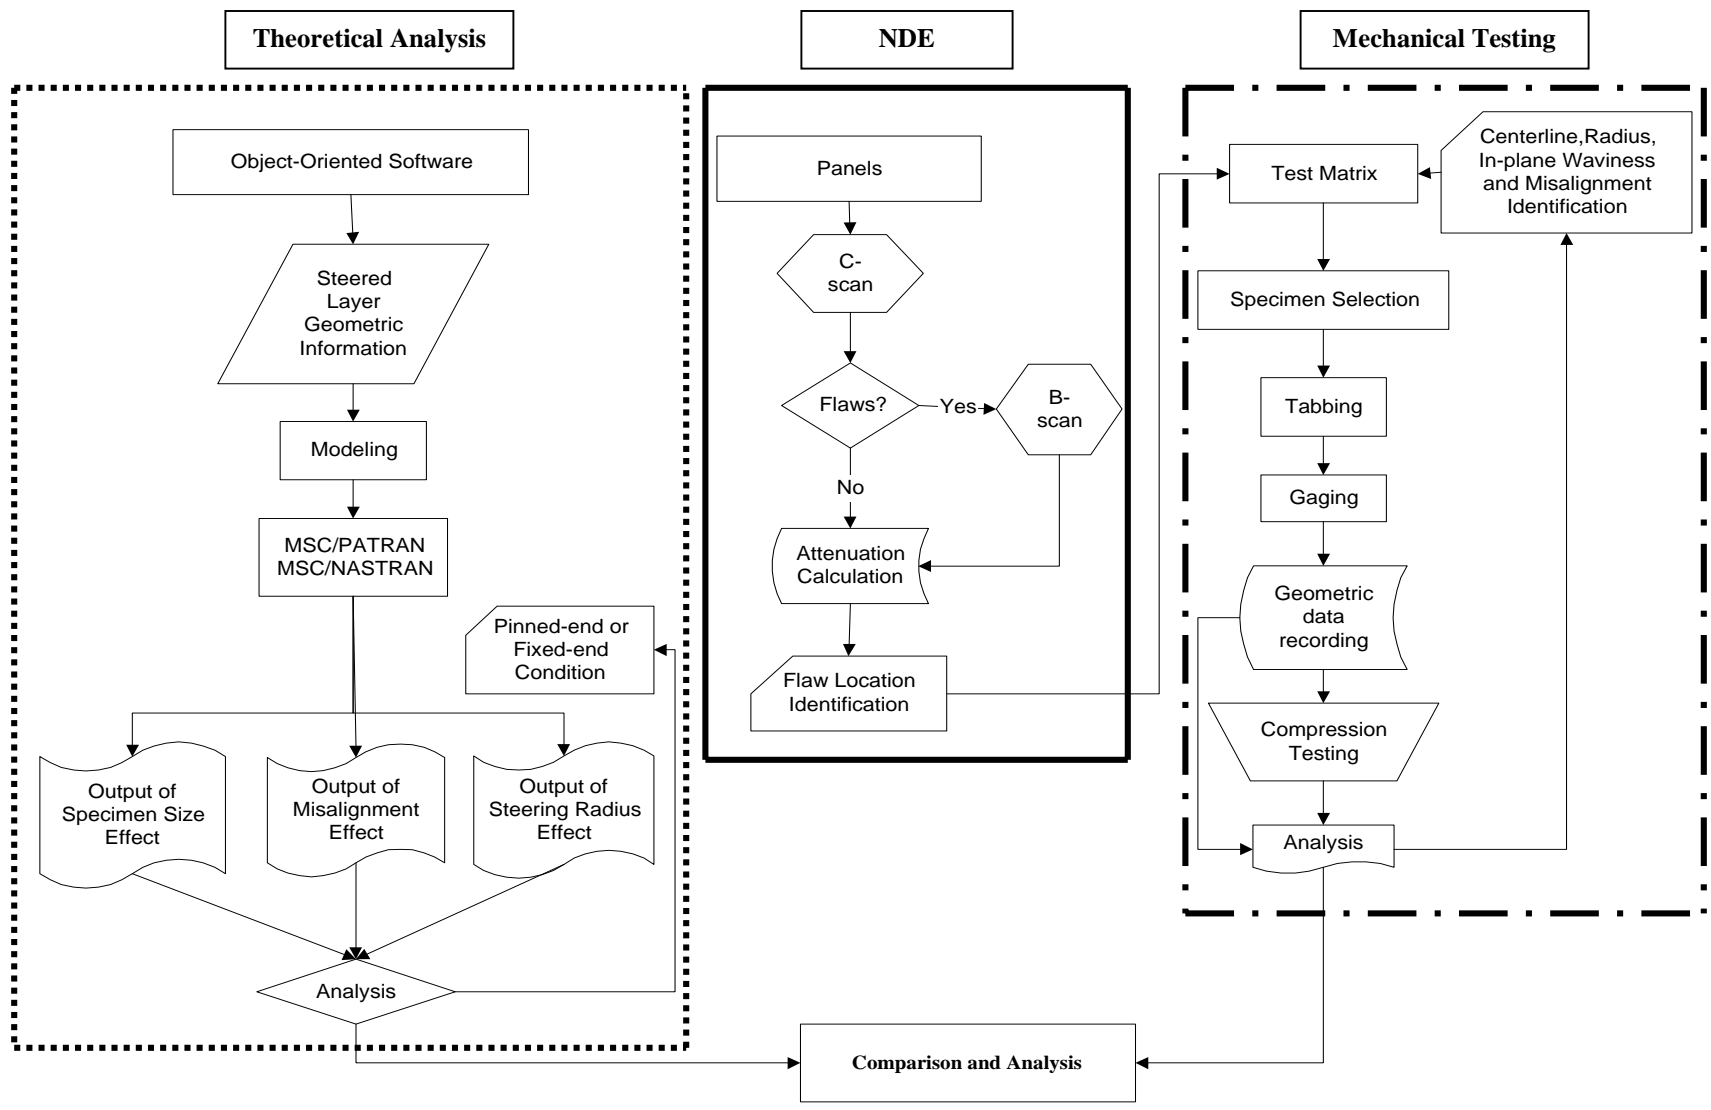 Theoretical Analysis
Object-Oriented Software
Steered
Layer
Geometric
Information
Modeling
MSC/PATRAN
MSC/NASTRAN
Pinned-end or
Fixed-end
Condition
Output of
Specimen Size
Effect
Output of
Misalignment
Effect
Output of
Steering Radius
Effect
Analysis
NDE
Panels
C-
scan
Flaws?
Yes
B-
scan
No
Attenuation
Calculation
Flaw Location
Identification
Mechanical Testing
Centerline,Radius,
In-plane Waviness
and Misalignment
Identification
Test Matrix
Specimen Selection
Tabbing
Gaging
Geometric
data
recording
Compression
Testing
Analysis
Comparison and Analysis